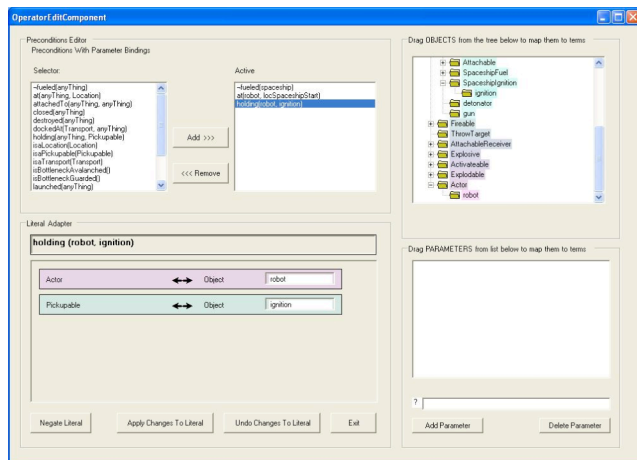 OperatorEditComponent
Preconditions Editor
Preconditions With Parameter Bindings
Selector:
~fueled(anyThing)
at(anyThing, Location)
attachedTo(anyThing, anyThing)
closed(anyThing)
destroyed(anyThing)
dockedAt(Transport, anyThing)
holding(anyThing, Pickupable)
isaLocation(Location)
isaPickupable(Pickupable)
isaTransport(Transport)
isBottleneckAvalanched()
isBottleneckGuarded()
launched(anyThing)
Add >>>
<<< Remove
Active
~fueled(spaceship)
at(robot, locSpaceshipStart)
holding(robot, ignition)
Drag OBJECTS from the tree below to map them to terms
Attachable
SpaceshipFuel
SpaceshipIgnition
ignition
detonator
gun
Fireable
ThrowTarget
AttachableReceiver
Explosive
Activateable
Explodable
Actor
robot
Literal Adapter
holding (robot, ignition)
Actor Object robot
Pickupable Object ignition
Negate Literal Apply Changes To Literal Undo Changes To Literal Exit
Drag PARAMETERS from list below to map them to terms
?
Add Parameter Delete Parameter